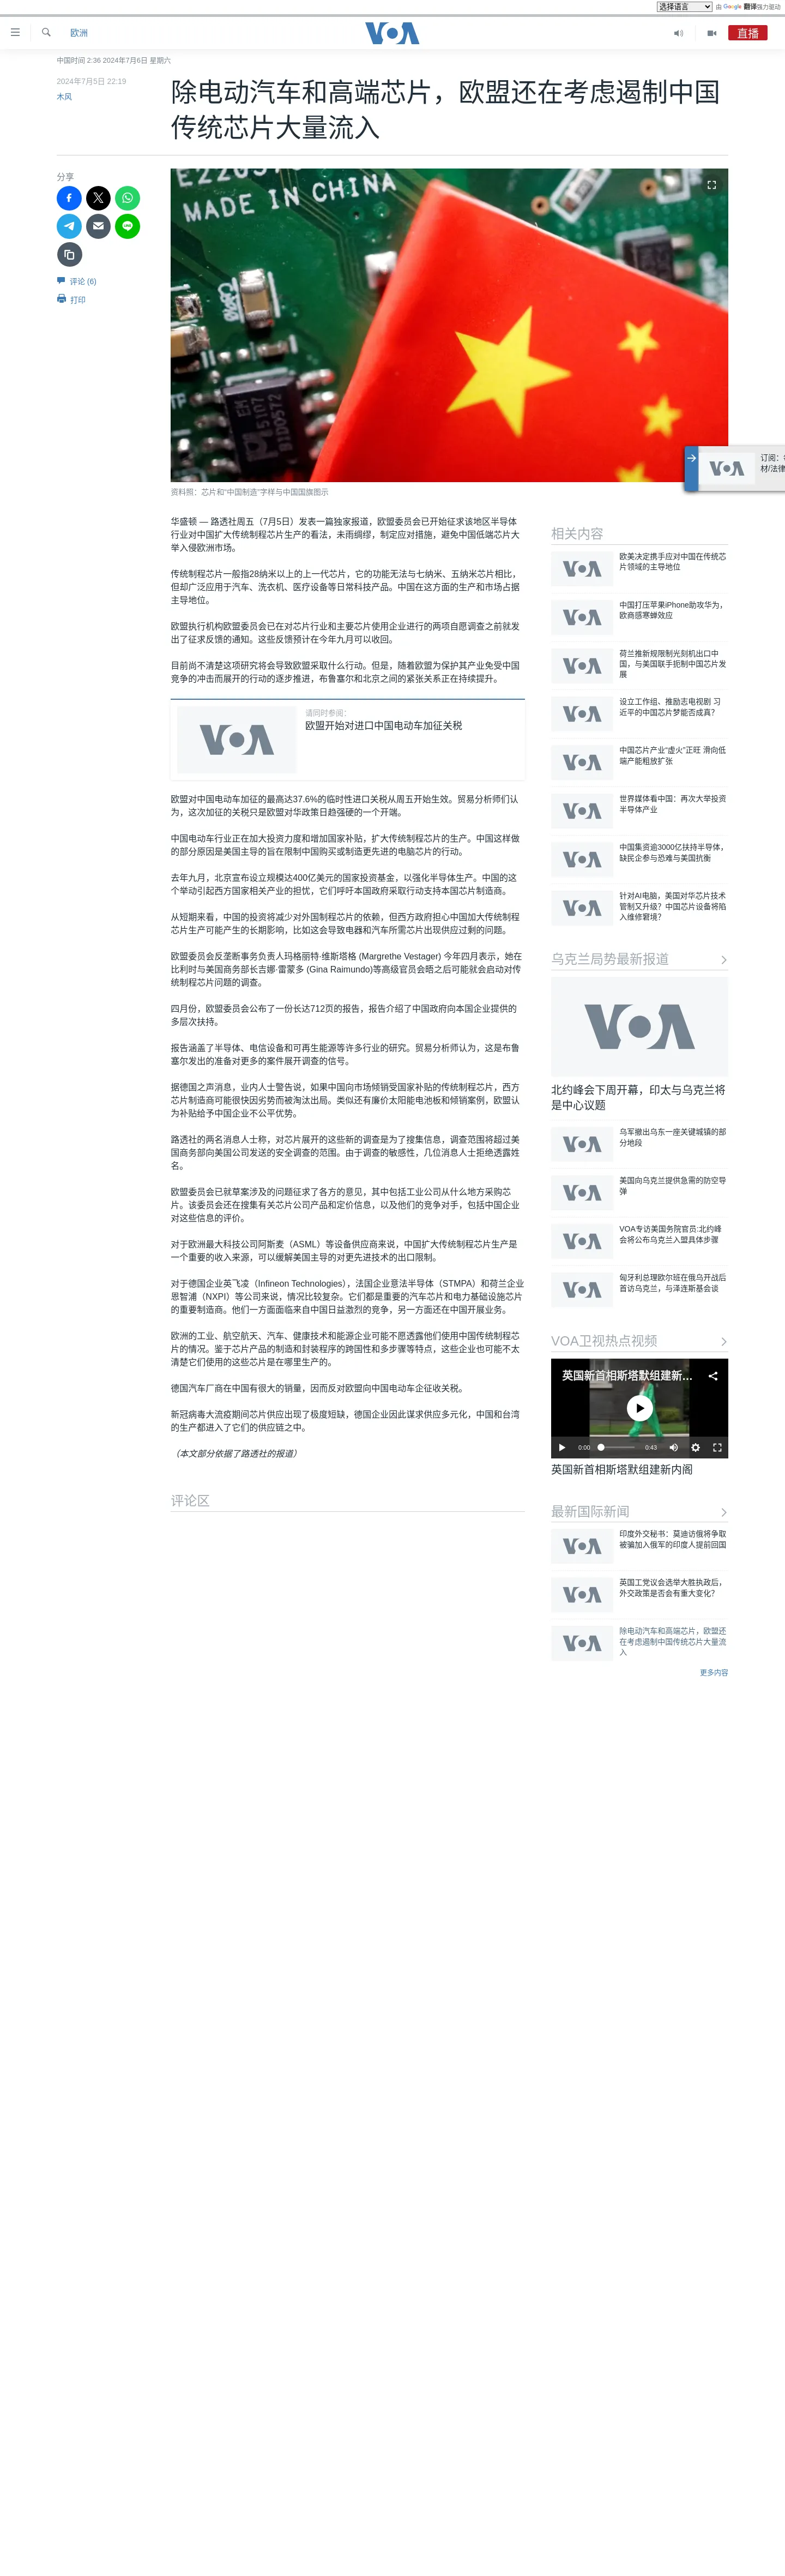 选择语言 由 Google 翻译强力驱动
欧洲
VOA
直播
中国时间 2:36 2024年7月6日 星期六
2024年7月5日 22:19
木风
除电动汽车和高端芯片，欧盟还在考虑遏制中国
传统芯片大量流入
分享
评论 (6)
打印
MADE IN CHINA
资料照：芯片和“中国制造”字样与中国国旗图示
华盛顿 — 路透社周五（7月5日）发表一篇独家报道，欧盟委员会已开始征求该地区半导体
行业对中国扩大传统制程芯片生产的看法，未雨绸缪，制定应对措施，避免中国低端芯片大
举入侵欧洲市场。
传统制程芯片一般指28纳米以上的上一代芯片，它的功能无法与七纳米、五纳米芯片相比，
但却广泛应用于汽车、洗衣机、医疗设备等日常科技产品。中国在这方面的生产和市场占据
主导地位。
欧盟执行机构欧盟委员会已在对芯片行业和主要芯片使用企业进行的两项自愿调查之前就发
出了征求反馈的通知。这些反馈预计在今年九月可以收回。
目前尚不清楚这项研究将会导致欧盟采取什么行动。但是，随着欧盟为保护其产业免受中国
竞争的冲击而展开的行动的逐步推进，布鲁塞尔和北京之间的紧张关系正在持续提升。
VOA
请同时参阅：
欧盟开始对进口中国电动车加征关税
欧盟对中国电动车加征的最高达37.6%的临时性进口关税从周五开始生效。贸易分析师们认
为，这次加征的关税只是欧盟对华政策日趋强硬的一个开端。
中国电动车行业正在加大投资力度和增加国家补贴，扩大传统制程芯片的生产。中国这样做
的部分原因是美国主导的旨在限制中国购买或制造更先进的电脑芯片的行动。
去年九月，北京宣布设立规模达400亿美元的国家投资基金，以强化半导体生产。中国的这
个举动引起西方国家相关产业的担忧，它们呼吁本国政府采取行动支持本国芯片制造商。
从短期来看，中国的投资将减少对外国制程芯片的依赖，但西方政府担心中国加大传统制程
芯片生产可能产生的长期影响，比如这会导致电器和汽车所需芯片出现供应过剩的问题。
欧盟委员会反垄断事务负责人玛格丽特·维斯塔格 (Margrethe Vestager) 今年四月表示，她在
比利时与美国商务部长吉娜·雷蒙多 (Gina Raimundo)等高级官员会晤之后可能就会启动对传
统制程芯片问题的调查。
四月份，欧盟委员会公布了一份长达712页的报告，报告介绍了中国政府向本国企业提供的
多层次扶持。
报告涵盖了半导体、电信设备和可再生能源等许多行业的研究。贸易分析师认为，这是布鲁
塞尔发出的准备对更多的案件展开调查的信号。
据德国之声消息，业内人士警告说，如果中国向市场倾销受国家补贴的传统制程芯片，西方
芯片制造商可能很快因劣势而被淘汰出局。类似还有廉价太阳能电池板和倾销案例，欧盟认
为补贴给予中国企业不公平优势。
路透社的两名消息人士称，对芯片展开的这些新的调查是为了搜集信息，调查范围将超过美
国商务部向美国公司发送的安全调查的范围。由于调查的敏感性，几位消息人士拒绝透露姓
名。
欧盟委员会已就草案涉及的问题征求了各方的意见，其中包括工业公司从什么地方采购芯
片。该委员会还在搜集有关芯片公司产品和定价信息，以及他们的竞争对手，包括中国企业
对这些信息的评价。
对于欧洲最大科技公司阿斯麦（ASML）等设备供应商来说，中国扩大传统制程芯片生产是
一个重要的收入来源，可以缓解美国主导的对更先进技术的出口限制。
对于德国企业英飞凌（Infineon Technologies），法国企业意法半导体（STMPA）和荷兰企业
恩智浦（NXPI）等公司来说，情况比较复杂。它们都是重要的汽车芯片和电力基础设施芯片
的重要制造商。他们一方面面临来自中国日益激烈的竞争，另一方面还在中国开展业务。
欧洲的工业、航空航天、汽车、健康技术和能源企业可能不愿透露他们使用中国传统制程芯
片的情况。鉴于芯片产品的制造和封装程序的跨国性和多步骤等特点，这些企业也可能不太
清楚它们使用的这些芯片是在哪里生产的。
德国汽车厂商在中国有很大的销量，因而反对欧盟向中国电动车企征收关税。
新冠病毒大流疫期间芯片供应出现了极度短缺，德国企业因此谋求供应多元化，中国和台湾
的生产都进入了它们的供应链之中。
（本文部分依据了路透社的报道）
评论区
订阅：
材/法律
相关内容
欧美决定携手应对中国在传统芯
片领域的主导地位
中国打压苹果iPhone助攻华为，
欧商感寒蝉效应
荷兰推新规限制光刻机出口中
国，与美国联手扼制中国芯片发
展
设立工作组、推励志电视剧 习
近平的中国芯片梦能否成真？
中国芯片产业"虚火"正旺 滑向低
端产能粗放扩张
世界媒体看中国：再次大举投资
半导体产业
中国集资逾3000亿扶持半导体，
缺民企参与恐难与美国抗衡
针对AI电脑，美国对华芯片技术
管制又升级？中国芯片设备将陷
入维修窘境？
乌克兰局势最新报道
VOA
北约峰会下周开幕，印太与乌克兰将
是中心议题
乌军撤出乌东一座关键城镇的部
分地段
美国向乌克兰提供急需的防空导
弹
VOA专访美国务院官员:北约峰
会将公布乌克兰入盟具体步骤
匈牙利总理欧尔班在俄乌开战后
首访乌克兰，与泽连斯基会谈
VOA卫视热点视频
英国新首相斯塔默组建新...
0:00 0:43
英国新首相斯塔默组建新内阁
最新国际新闻
印度外交秘书：莫迪访俄将争取
被骗加入俄军的印度人提前回国
英国工党议会选举大胜执政后，
外交政策是否会有重大变化？
除电动汽车和高端芯片，欧盟还
在考虑遏制中国传统芯片大量流
入
更多内容